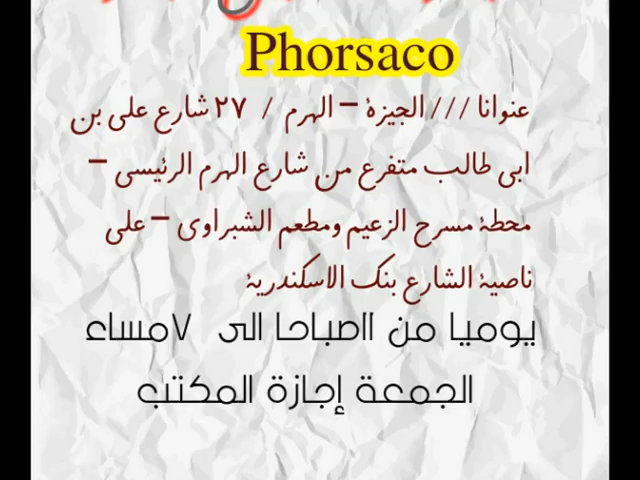 Phorsaco
عنوانا /// الجيزة – الهرم / ٢٧ شارع على بن
ابى طالب متفرع من شارع الهرم الرئيسى –
محطة مسرح الزعيم ومطعم الشبراوى – على
ناصية الشارع بنك الاسكندرية
يوميا من ١١صباحا الى ٧مساء
الجمعة إجازة المكتب